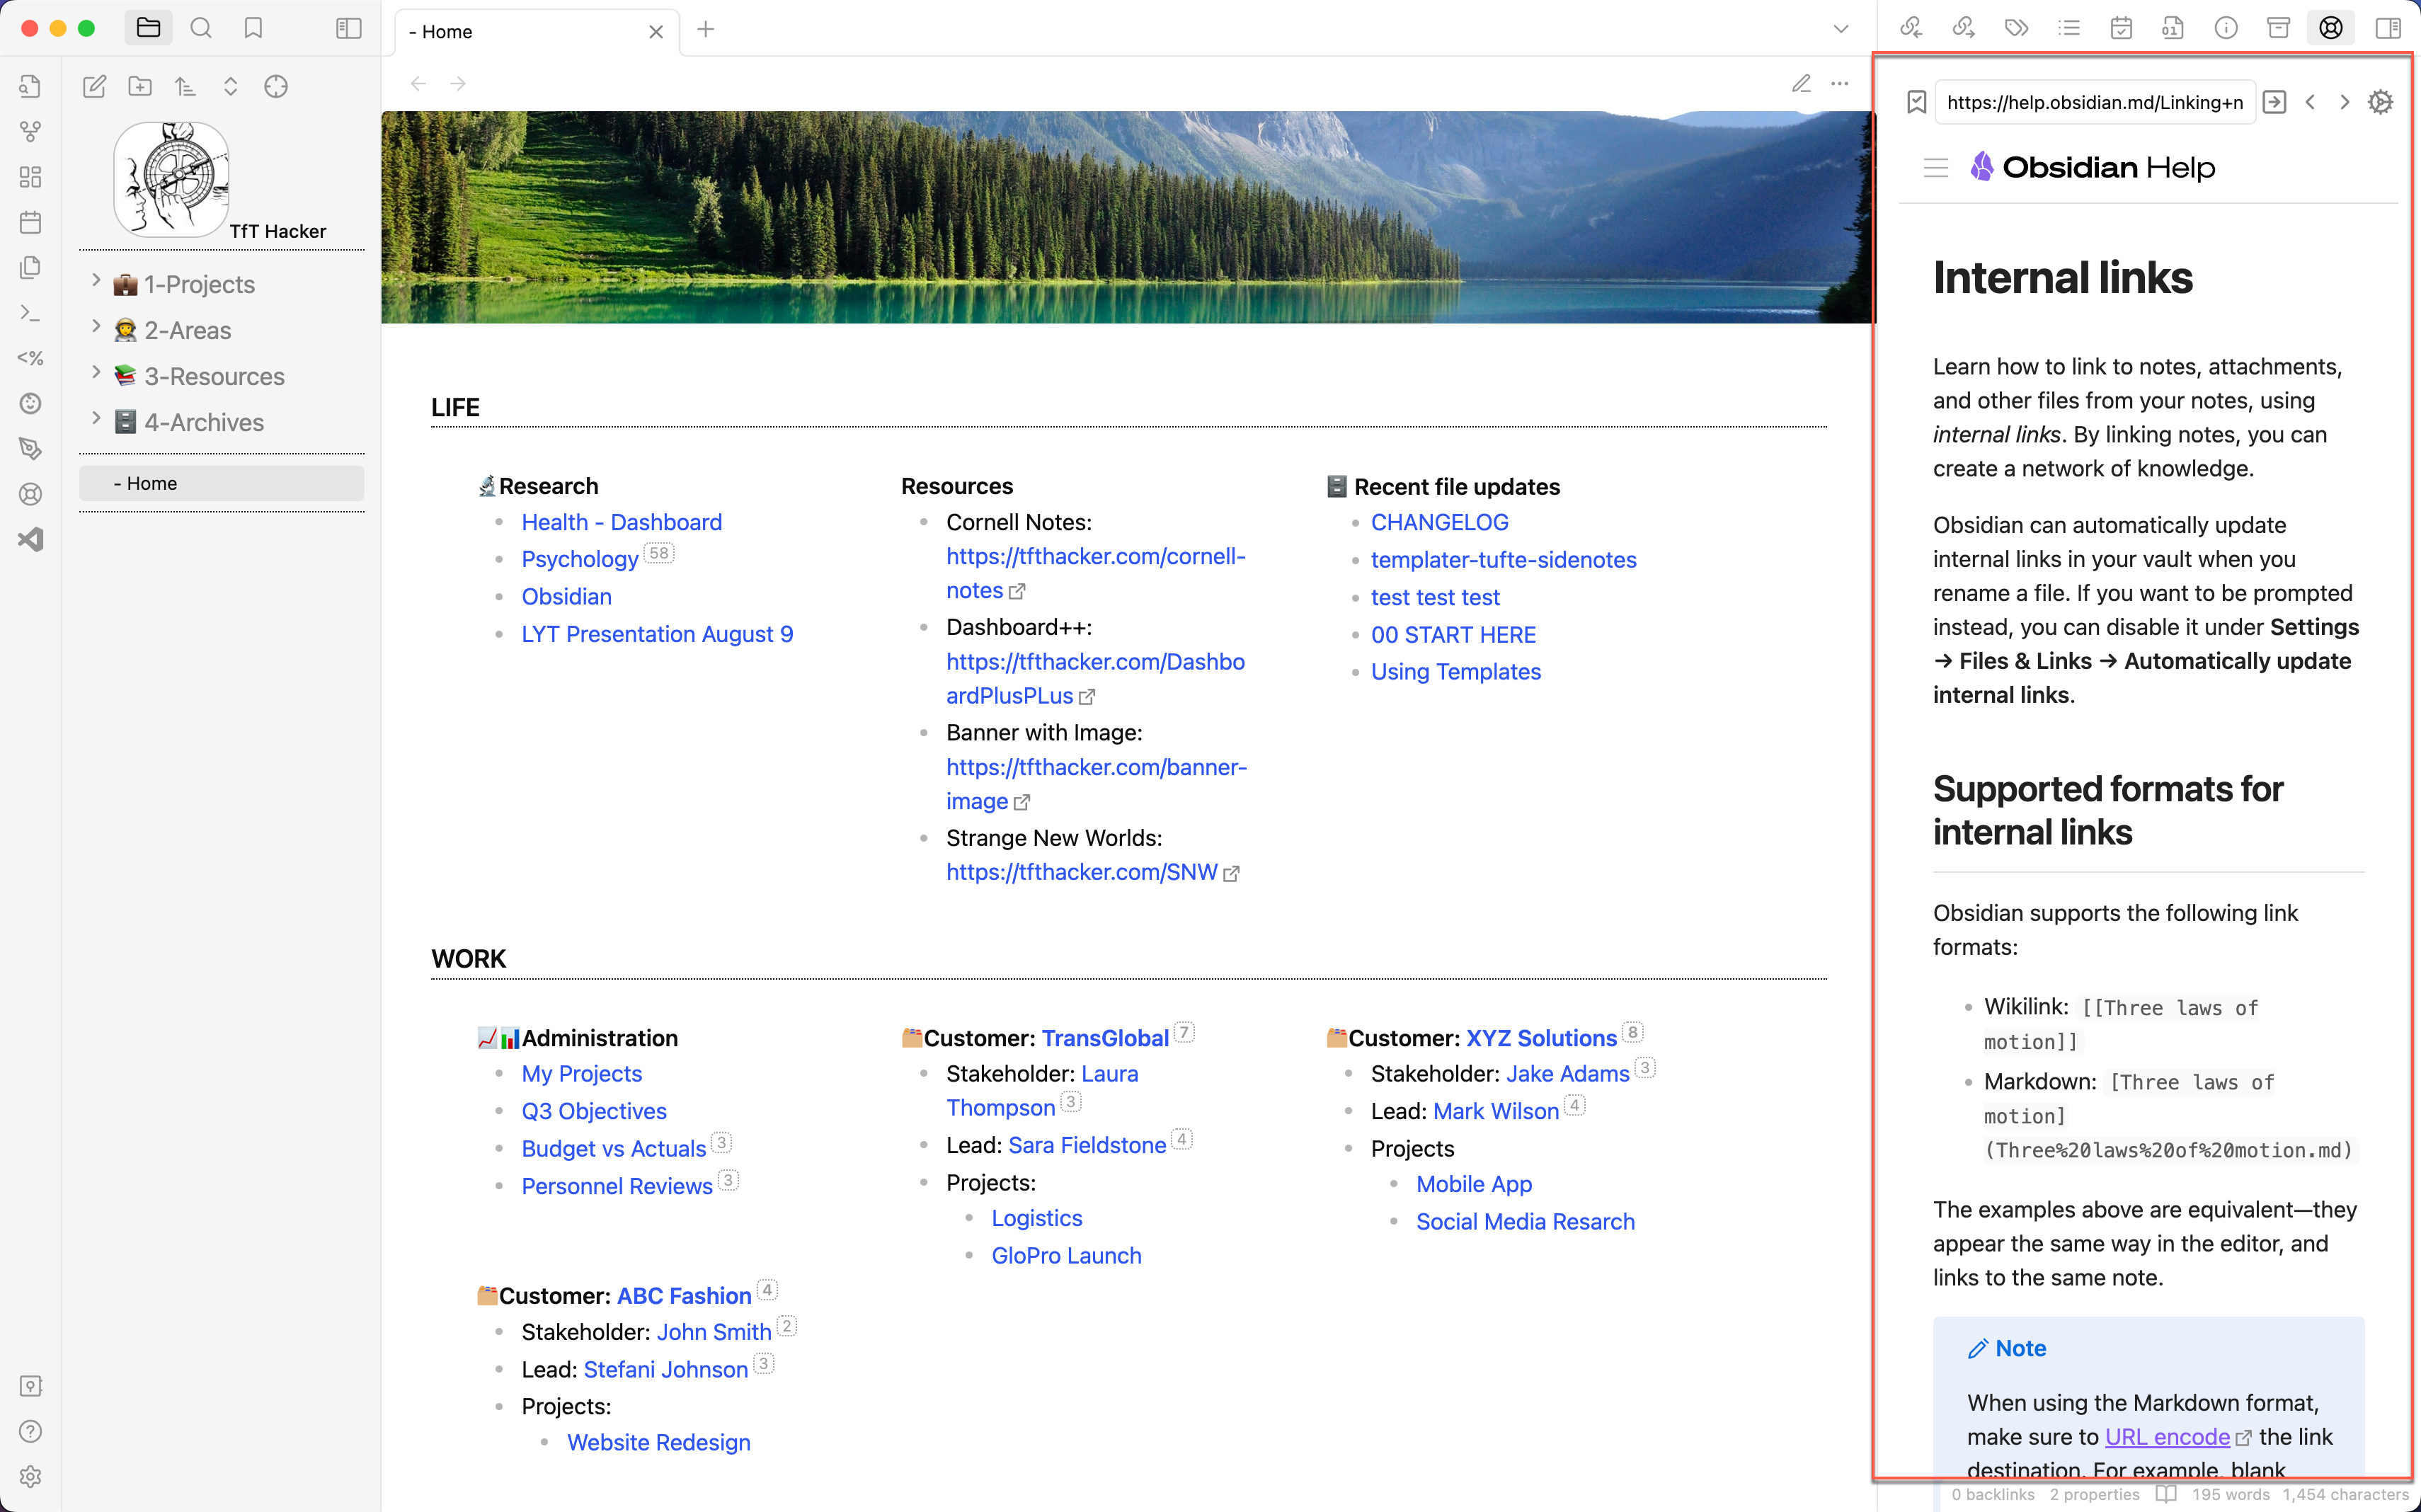 - Home
TfT Hacker
1-Projects
2-Areas
3-Resources
4-Archives
- Home
<%
LIFE
Research
Health - Dashboard
Psychology 58
Obsidian
LYT Presentation August 9
Resources
Cornell Notes:
https://tfthacker.com/cornell-
notes
Dashboard++:
https://tfthacker.com/Dashbo
ardPlusPLus
Banner with Image:
https://tfthacker.com/banner-
image
Strange New Worlds:
https://tfthacker.com/SNW
Recent file updates
CHANGELOG
templater-tufte-sidenotes
test test test
00 START HERE
Using Templates
WORK
Administration
My Projects
Q3 Objectives
Budget vs Actuals 3
Personnel Reviews 3
Customer: TransGlobal 7
Stakeholder: Laura
Thompson 3
Lead: Sara Fieldstone 4
Projects:
Logistics
GloPro Launch
Customer: XYZ Solutions 8
Stakeholder: Jake Adams 3
Lead: Mark Wilson 4
Projects
Mobile App
Social Media Resarch
Customer: ABC Fashion 4
Stakeholder: John Smith 2
Lead: Stefani Johnson 3
Projects:
Website Redesign
01
https://help.obsidian.md/Linking+n
Obsidian Help
Internal links
Learn how to link to notes, attachments,
and other files from your notes, using
internal links. By linking notes, you can
create a network of knowledge.
Obsidian can automatically update
internal links in your vault when you
rename a file. If you want to be prompted
instead, you can disable it under Settings
→ Files & Links → Automatically update
internal links.
Supported formats for
internal links
Obsidian supports the following link
formats:
Wikilink: [[Three laws of
motion]]
Markdown: [Three laws of
motion]
(Three%20laws%20of%20motion.md)
The examples above are equivalent—they
appear the same way in the editor, and
links to the same note.
Note
When using the Markdown format,
make sure to URL encode the link
destination. For example, blank
0 backlinks 2 properties 195 words 1,454 characters